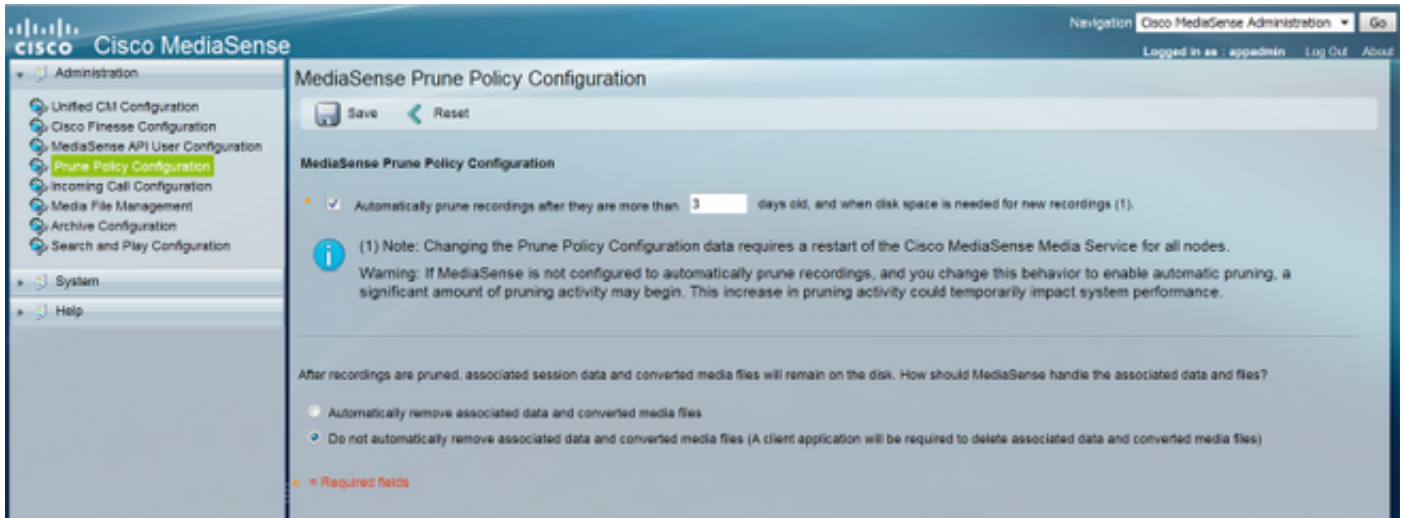 Navigation Cisco MediaSense Administration Go
CISCO Cisco MediaSense
Logged in as : appadmin Log Out About
Administration
Unified CM Configuration
Cisco Finesse Configuration
MediaSense API User Configuration
Prune Policy Configuration
Incoming Call Configuration
Media File Management
Archive Configuration
Search and Play Configuration
System
Help
MediaSense Prune Policy Configuration
Save Reset
MediaSense Prune Policy Configuration
* Automatically prune recordings after they are more than 3 days old, and when disk space is needed for new recordings (1).
(1) Note: Changing the Prune Policy Configuration data requires a restart of the Cisco MediaSense Media Service for all nodes.
Warning: If MediaSense is not configured to automatically prune recordings, and you change this behavior to enable automatic pruning, a
significant amount of pruning activity may begin. This increase in pruning activity could temporarily impact system performance.
After recordings are pruned, associated session data and converted media files will remain on the disk. How should MediaSense handle the associated data and files?
Automatically remove associated data and converted media files
Do not automatically remove associated data and converted media files (A client application will be required to delete associated data and converted media files)
* = Required fields